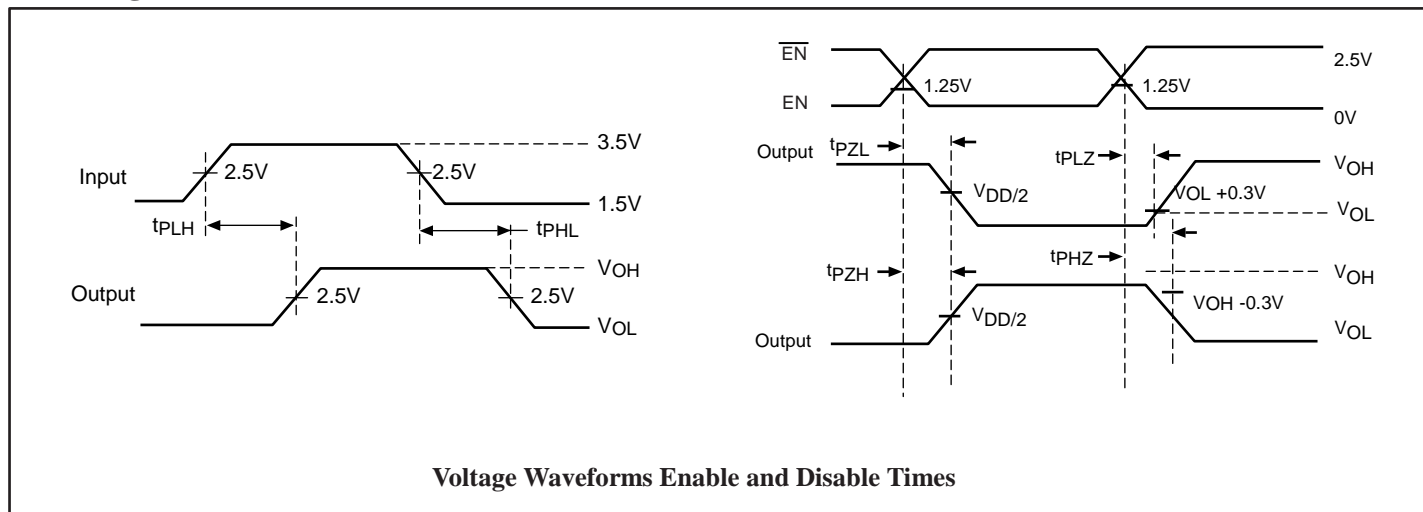 Input
2.5V
2.5V
3.5V
1.5V
tPLH
tPHL
Output
2.5V
2.5V
VOH
VOL
EN
EN
1.25V
1.25V
2.5V
0V
Output
tPZL
VDD/2
tPLZ
VOL +0.3V
VOH
VOL
tPZH
VDD/2
tPHZ
VOH -0.3V
VOH
VOL
Output
Voltage Waveforms Enable and Disable Times